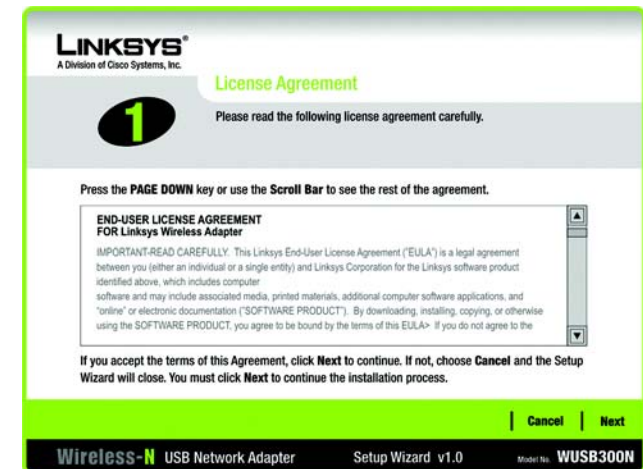 LINKSYS®
A Division of Cisco Systems, Inc.
License Agreement
1
Please read the following license agreement carefully.
Press the PAGE DOWN key or use the Scroll Bar to see the rest of the agreement.
END-USER LICENSE AGREEMENT
FOR Linksys Wireless Adapter
IMPORTANT-READ CAREFULLY: This Linksys End-User License Agreement ("EULA") is a legal agreement
between you (either an individual or a single entity) and Linksys Corporation for the Linksys software product
identified above, which includes computer
software and may include associated media, printed materials, additional computer software applications, and
"online" or electronic documentation ("SOFTWARE PRODUCT"). By downloading, installing, copying, or otherwise
using the SOFTWARE PRODUCT, you agree to be bound by the terms of this EULA> If you do not agree to the
If you accept the terms of this Agreement, click Next to continue. If not, choose Cancel and the Setup
Wizard will close. You must click Next to continue the installation process.
Cancel Next
Wireless-N USB Network Adapter Setup Wizard v1.0 Model No. WUSB300N